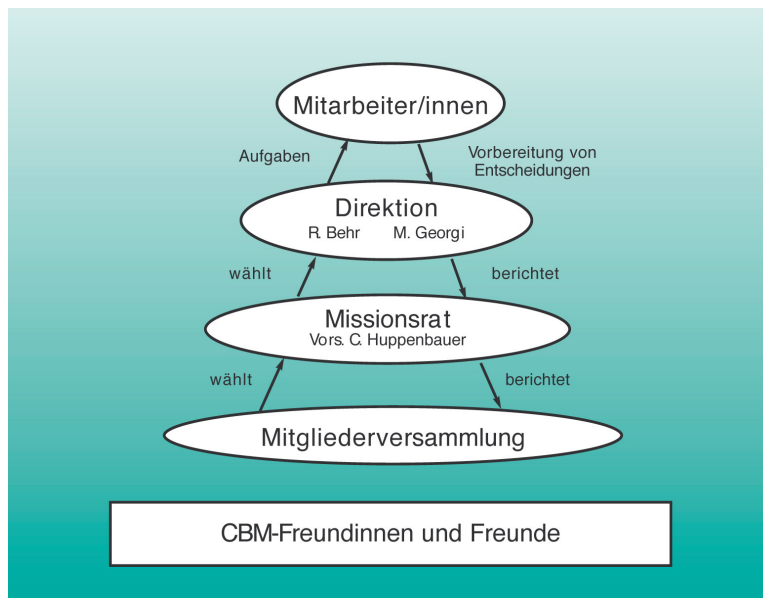 Mitarbeiter/innen
Aufgaben
Vorbereitung von
Entscheidungen
Direktion
R. Behr M. Georgi
wählt
berichtet
Missionsrat
Vors. C. Huppenbauer
wählt
berichtet
Mitgliederversammlung
CBM-Freundinnen und Freunde